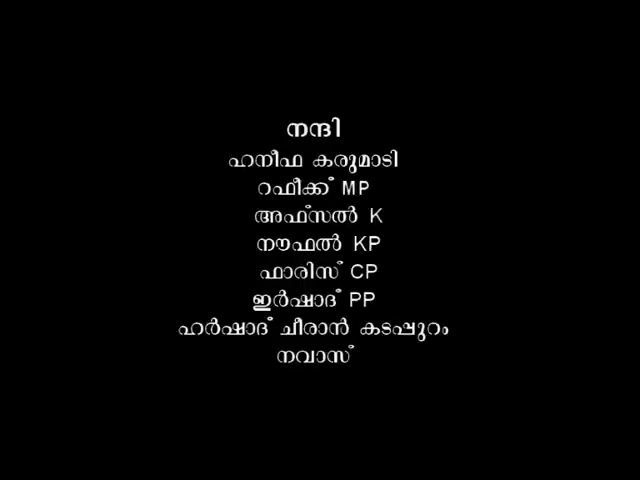 നന്ദി
ഹനീഫ കരുമാടി
റഫീക്ക് MP
അഫ്സൽ K
നൗഫൽ KP
ഫാരിസ് CP
ഇർഷാദ് PP
ഹർഷാദ് ചീരാൻ കടപ്പുറം
നവാസ്